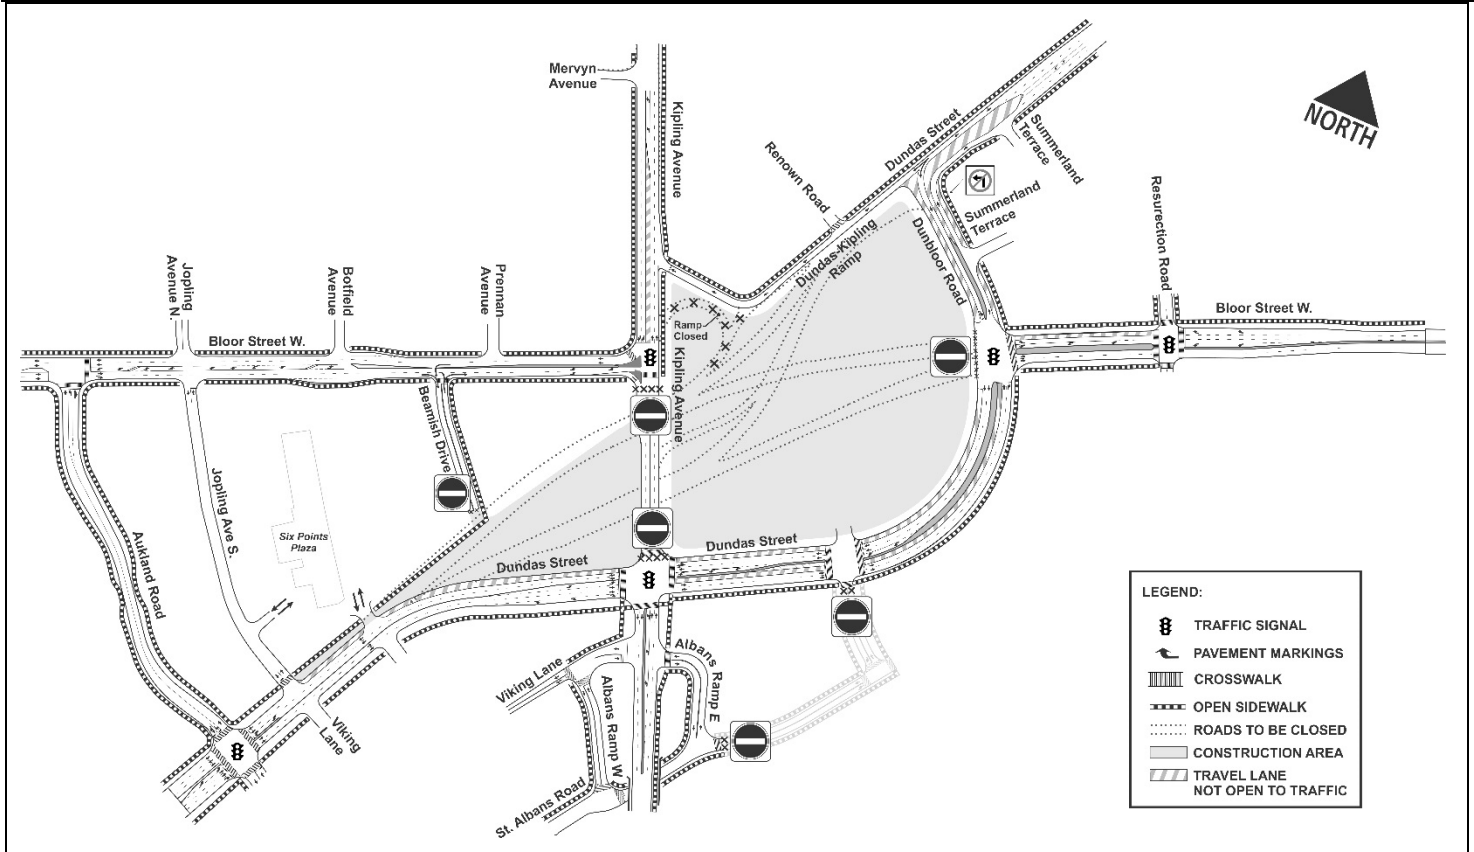 Mervyn
Avenue
Kipling Avenue
Dundas Street
Summerland
Terrace
NORTH
Renown Road
Summerland
Terrace
Resurection Road
Dundas-Kipling
Ramp
Dunbloor Road
Jopling
Avenue N.
Botfield
Avenue
Prennan
Avenue
Bloor Street W.
Bloor Street W.
Ramp
Closed
Kipling Avenue
Beamish Drive
Jopling Ave S.
Six Points
Plaza
Aukland Road
Dundas Street
Dundas Street
Viking Lane
Albans
Ramp E
Albans Ramp W
Viking
Lane
St. Albans Road
LEGEND:
TRAFFIC SIGNAL
PAVEMENT MARKINGS
CROSSWALK
OPEN SIDEWALK
ROADS TO BE CLOSED
CONSTRUCTION AREA
TRAVEL LANE
NOT OPEN TO TRAFFIC